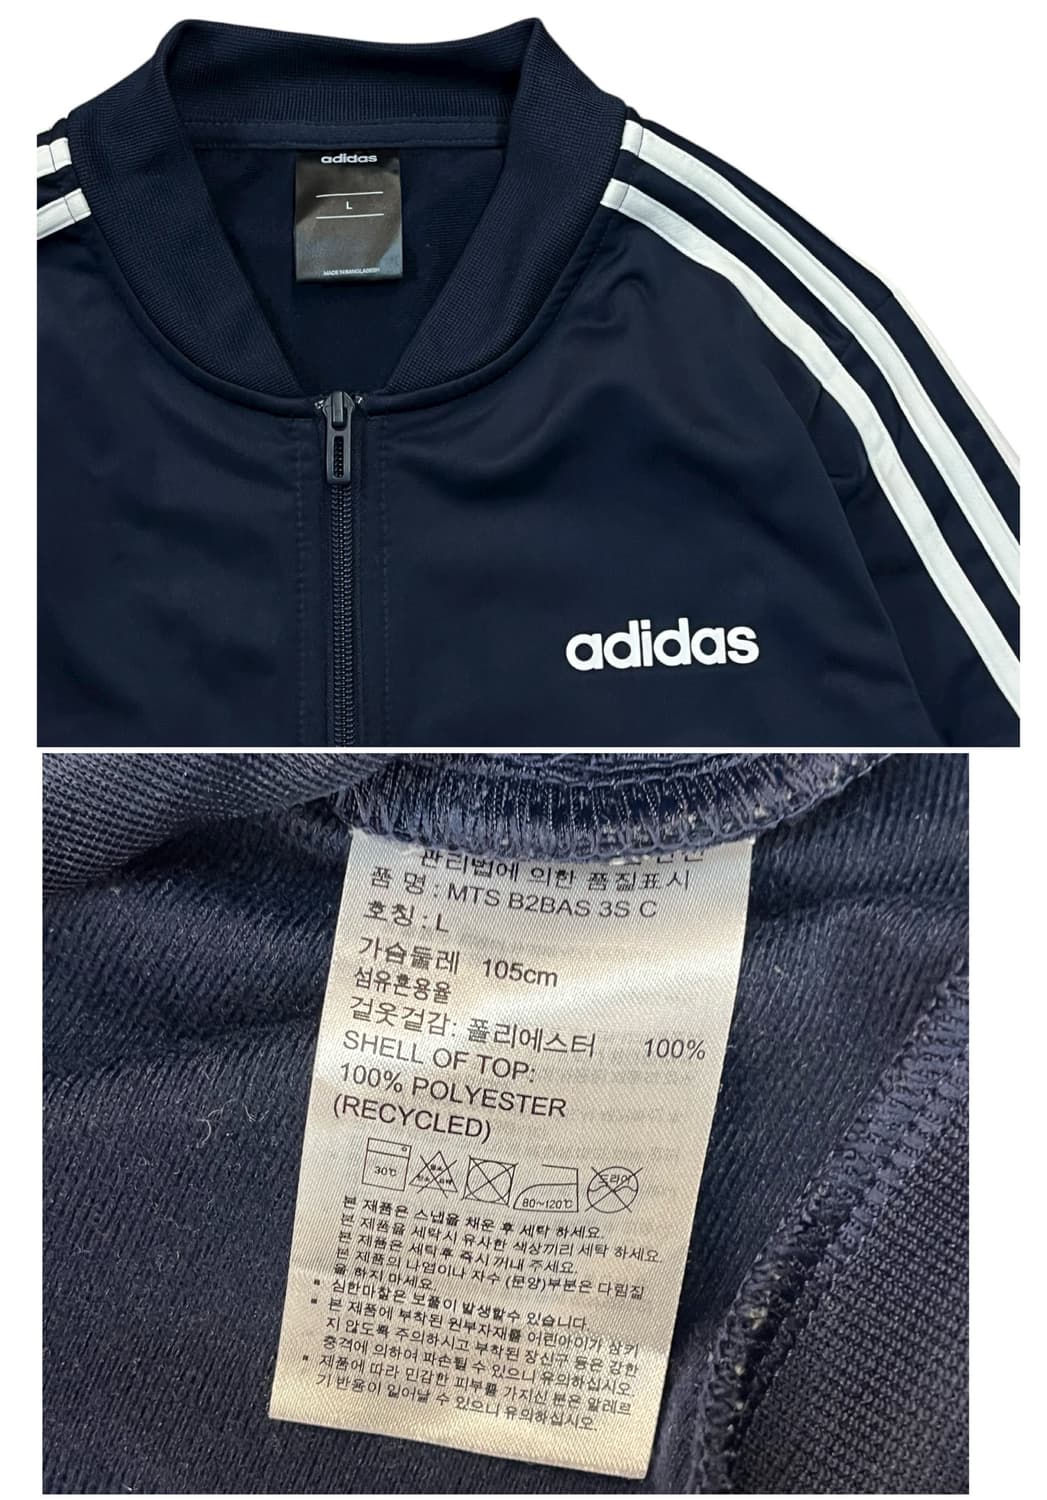 adidas
L
MADE IN BANGLADESH
adidas
관리법에 의한 품질표시
품 명 : MTS B2BAS 3S C
호칭 : L
가슴둘레 105cm
섬유혼용율
겉옷겉감: 폴리에스터 100%
SHELL OF TOP:
100% POLYESTER
(RECYCLED)
30℃
80~120℃
드라이
본 제품은 스냅을 채운 후 세탁 하세요.
본 제품을 세탁시 유사한 색상끼리 세탁 하세요.
본 제품은 세탁후 즉시 꺼내 주세요.
본 제품의 나염이나 자수 (문양)부분은 다림질
을 하지 마세요.
* 심한마찰은 보풀이 발생할수 있습니다.
* 본 제품에 부착된 원부자재를 어린아이가 삼키
지 않도록 주의하시고 부착된 장신구 등은 강한
충격에 의하여 파손될 수 있으니 유의하십시오.
* 제품에 따라 민감한 피부를 가지신 분은 알레르
기 반응이 일어날 수 있으니 유의하십시오.